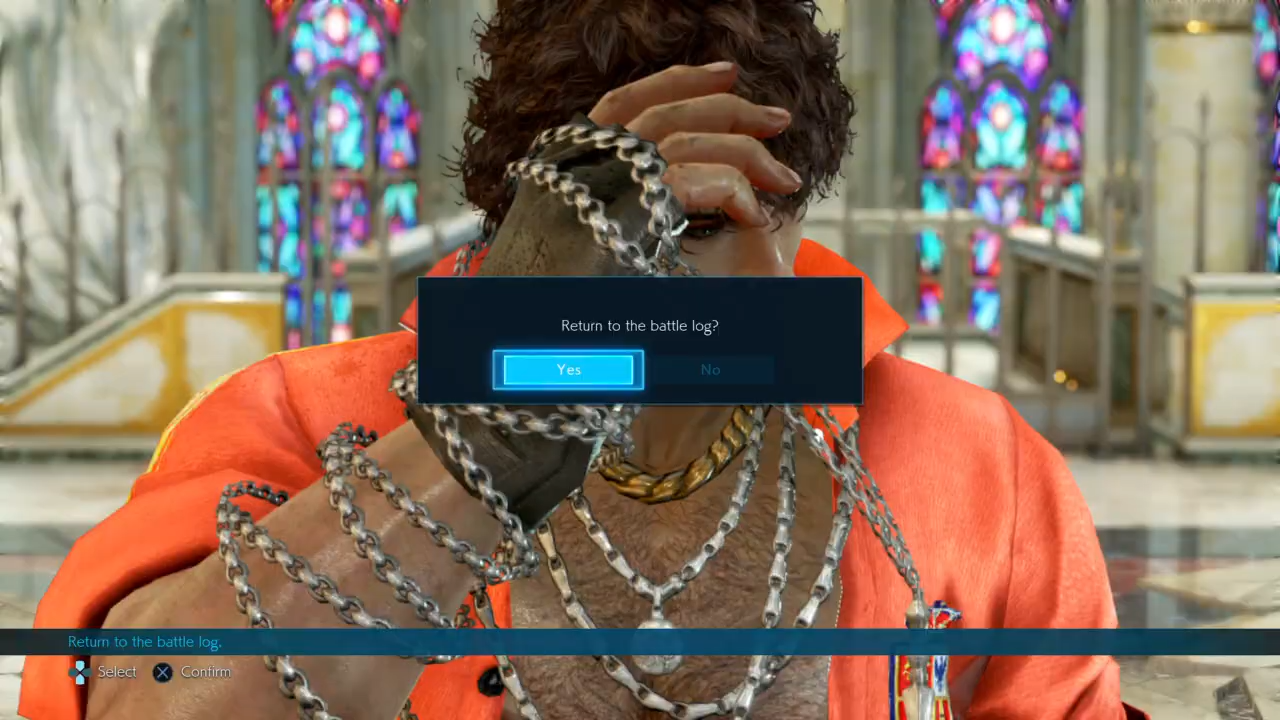 Return to the battle log?
Yes
No
Return to the battle log.
Select
Confirm